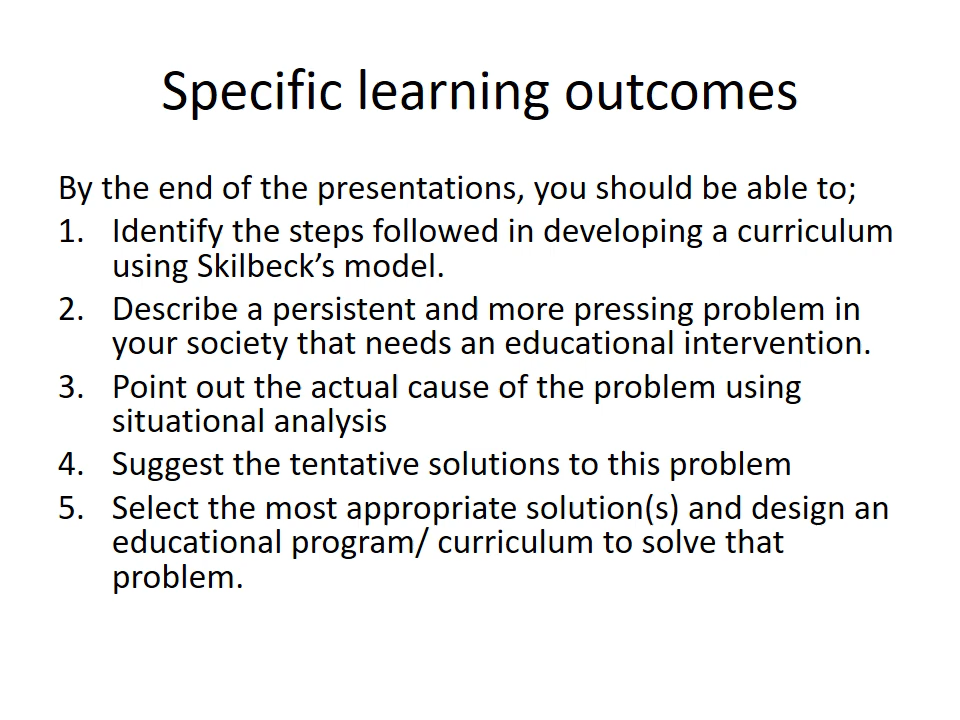 Specific learning outcomes
By the end of the presentations, you should be able to;
1. Identify the steps followed in developing a curriculum
using Skilbeck’s model.
2. Describe a persistent and more pressing problem in
your society that needs an educational intervention.
3. Point out the actual cause of the problem using
situational analysis
4. Suggest the tentative solutions to this problem
5. Select the most appropriate solution(s) and design an
educational program/ curriculum to solve that
problem.